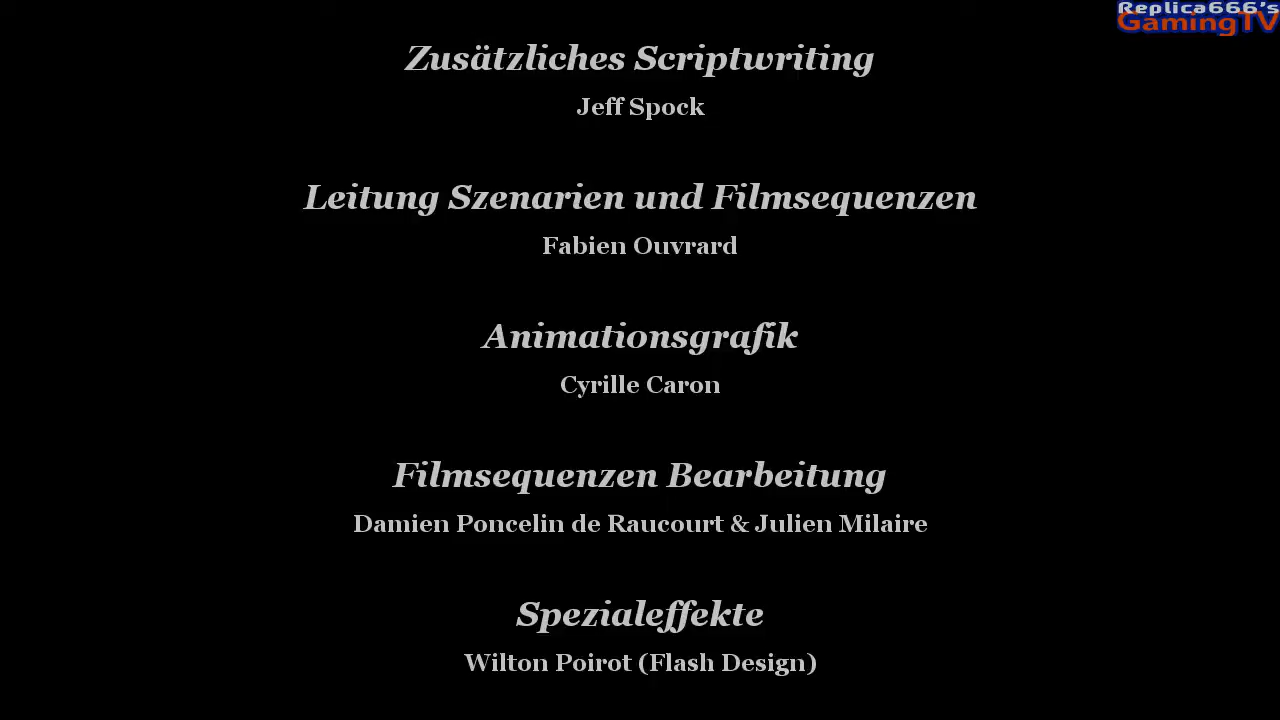 Replica666's
GamingTV
Zusätzliches Scriptwriting
Jeff Spock
Leitung Szenarien und Filmsequenzen
Fabien Ouvrard
Animationsgrafik
Cyrille Caron
Filmsequenzen Bearbeitung
Damien Poncelin de Raucourt & Julien Milaire
Spezialeffekte
Wilton Poirot (Flash Design)